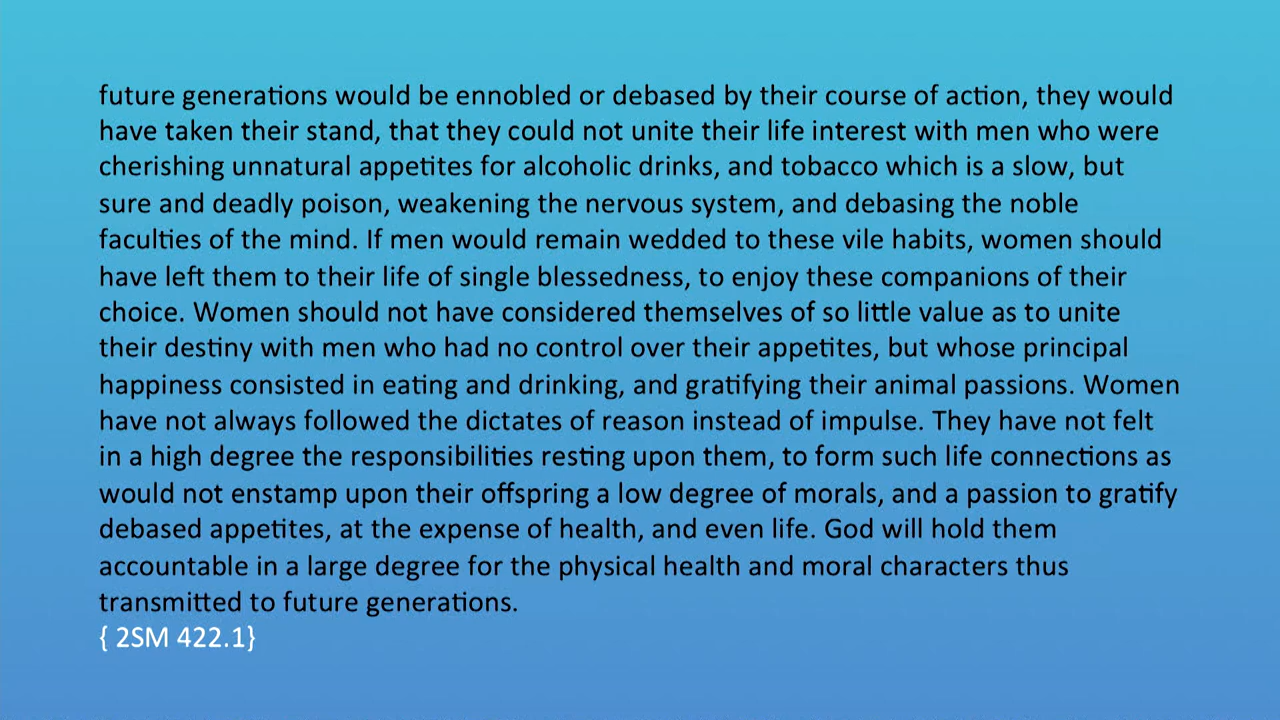 future generations would be ennobled or debased by their course of action, they would
have taken their stand, that they could not unite their life interest with men who were
cherishing unnatural appetites for alcoholic drinks, and tobacco which is a slow, but
sure and deadly poison, weakening the nervous system, and debasing the noble
faculties of the mind. If men would remain wedded to these vile habits, women should
have left them to their life of single blessedness, to enjoy these companions of their
choice. Women should not have considered themselves of so little value as to unite
their destiny with men who had no control over their appetites, but whose principal
happiness consisted in eating and drinking, and gratifying their animal passions. Women
have not always followed the dictates of reason instead of impulse. They have not felt
in a high degree the responsibilities resting upon them, to form such life connections as
would not enstamp upon their offspring a low degree of morals, and a passion to gratify
debased appetites, at the expense of health, and even life. God will hold them
accountable in a large degree for the physical health and moral characters thus
transmitted to future generations.
{ 2SM 422.1}